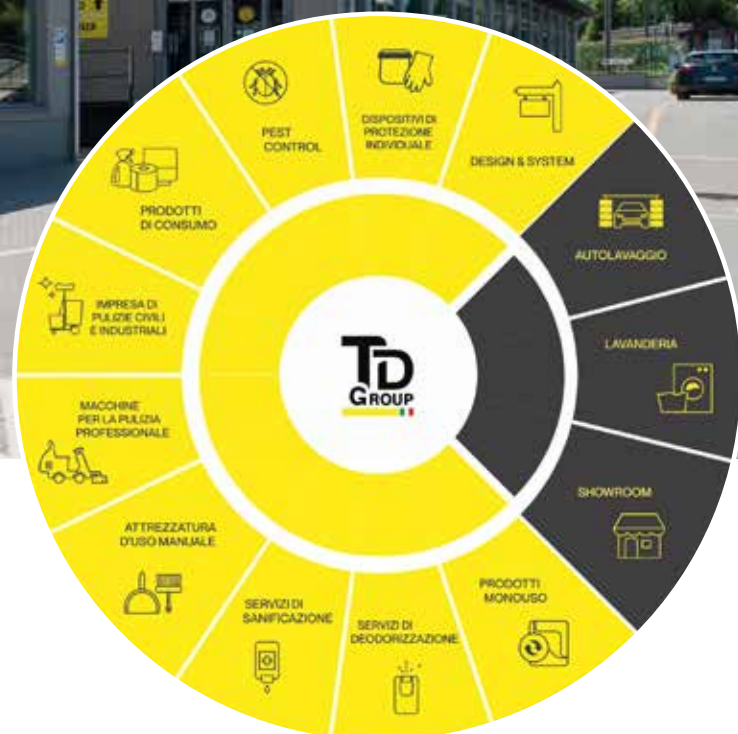 PEST
CONTROL
DISPOSITIVI DI
PROTEZIONE
INDIVIDUALE
DESIGN & SYSTEM
AUTOLAVAGGIO
LAVANDERIA
SHOWROOM
PRODOTTI
MONOUSO
SERVIZI DI
DEODORIZZAZIONE
SERVIZI DI
SANIFICAZIONE
ATTREZZATURA
D'USO MANUALE
MACCHINE
PER LA PULIZIA
PROFESSIONALE
IMPRESA DI
PULIZIE CIVILI
E INDUSTRIALI
PRODOTTI
DI CONSUMO
TD
GROUP